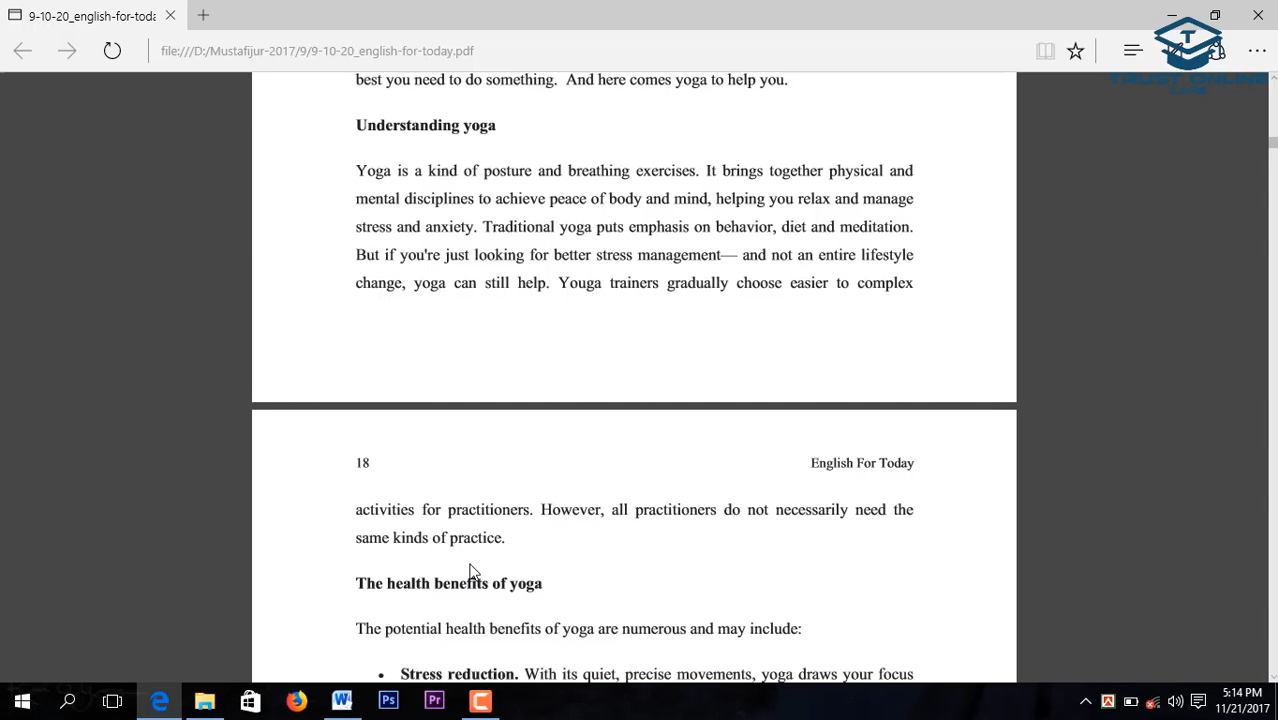 9-10-20_english-for-toda
file:///D:/Mustafijur-2017/9/9-10-20_english-for-today.pdf
T
TRUST ONLINE
best you need to do something. And here comes yoga to help you.
Understanding yoga
Yoga is a kind of posture and breathing exercises. It brings together physical and
mental disciplines to achieve peace of body and mind, helping you relax and manage
stress and anxiety. Traditional yoga puts emphasis on behavior, diet and meditation.
But if you're just looking for better stress management— and not an entire lifestyle
change, yoga can still help. Youga trainers gradually choose easier to complex
18 English For Today
activities for practitioners. However, all practitioners do not necessarily need the
same kinds of practice.
The health benefits of yoga
The potential health benefits of yoga are numerous and may include:
• Stress reduction. With its quiet, precise movements, yoga draws your focus
Ps Pr
5:14 PM
11/21/2017